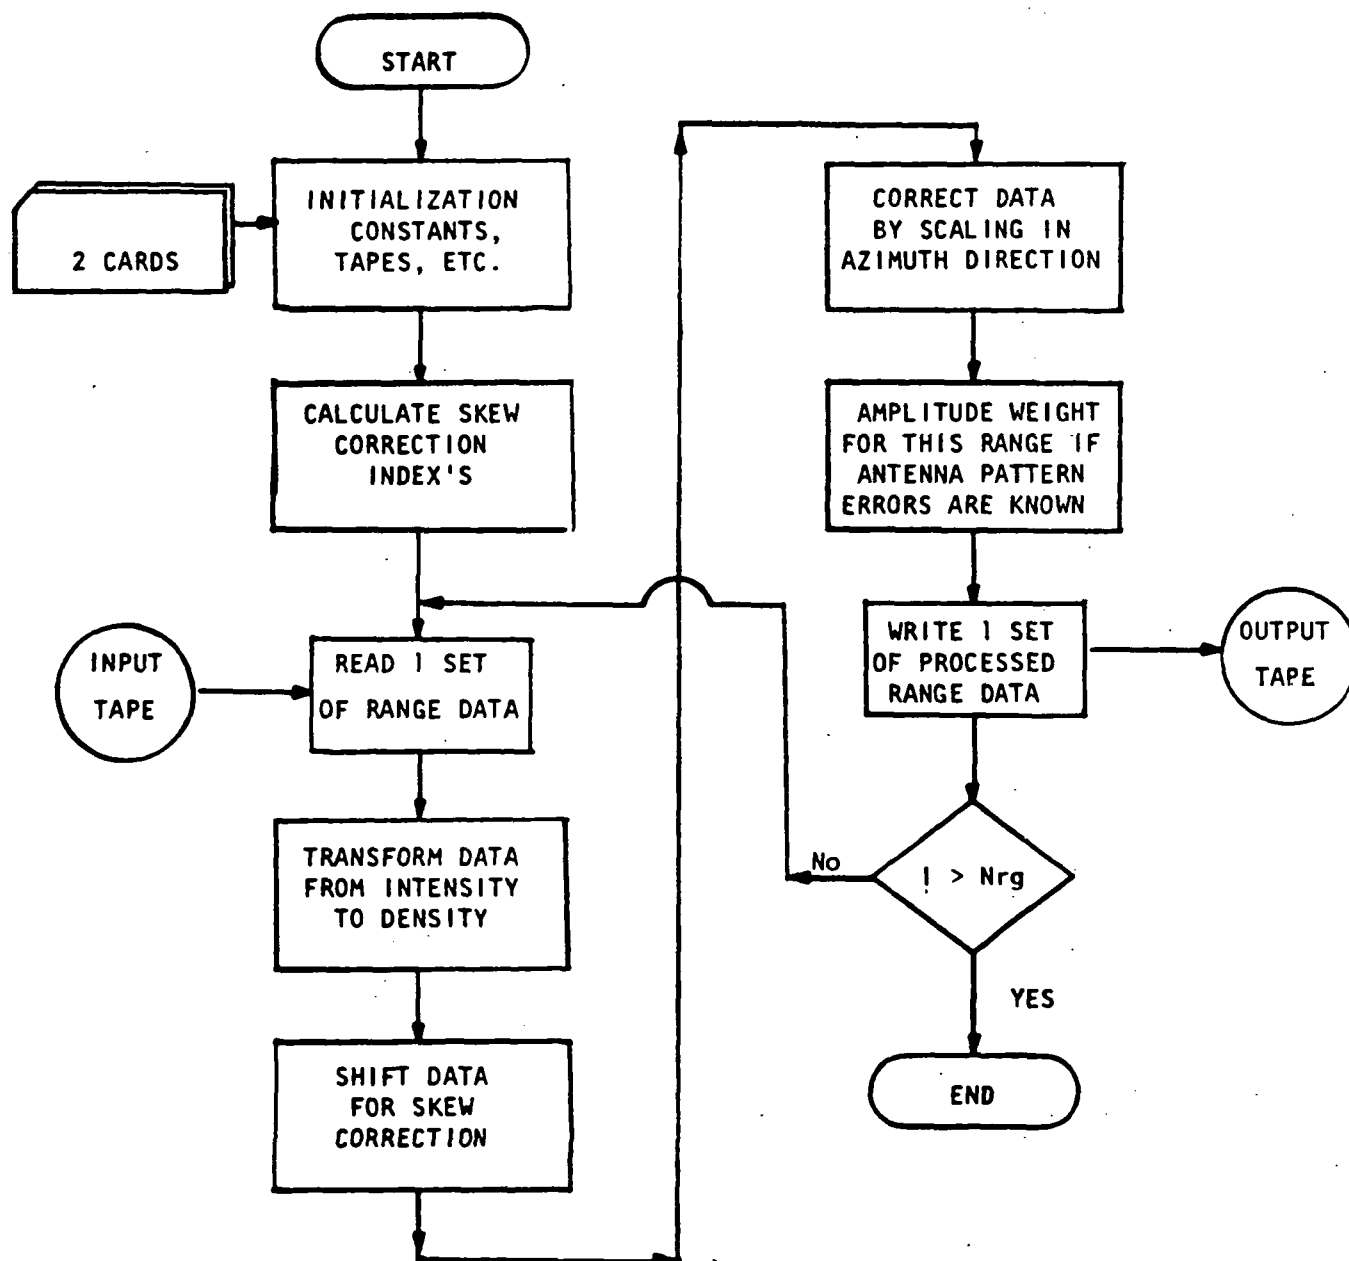 START
2 CARDS
INITIALIZATION
CONSTANTS,
TAPES, ETC.
CALCULATE SKEW
CORRECTION
INDEX'S
INPUT
TAPE
READ 1 SET
OF RANGE DATA
TRANSFORM DATA
FROM INTENSITY
TO DENSITY
SHIFT DATA
FOR SKEW
CORRECTION
CORRECT DATA
BY SCALING IN
AZIMUTH DIRECTION
AMPLITUDE WEIGHT
FOR THIS RANGE IF
ANTENNA PATTERN
ERRORS ARE KNOWN
WRITE 1 SET
OF PROCESSED
RANGE DATA
OUTPUT
TAPE
No
! > Nrg
YES
END